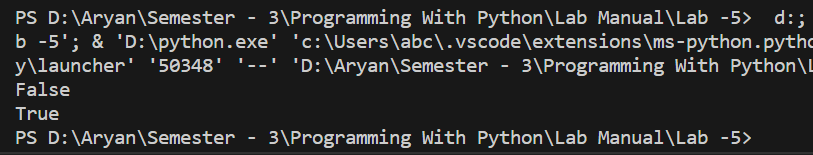 PS D:\Aryan\Semester - 3\Programming With Python\Lab Manual\Lab -5>  d:;
b -5'; & 'D:\python.exe' 'c:\Users\abc\.vscode\extensions\ms-python.pytho
y\launcher' '50348' '--' 'D:\Aryan\Semester - 3\Programming With Python\L
False
True
PS D:\Aryan\Semester - 3\Programming With Python\Lab Manual\Lab -5>